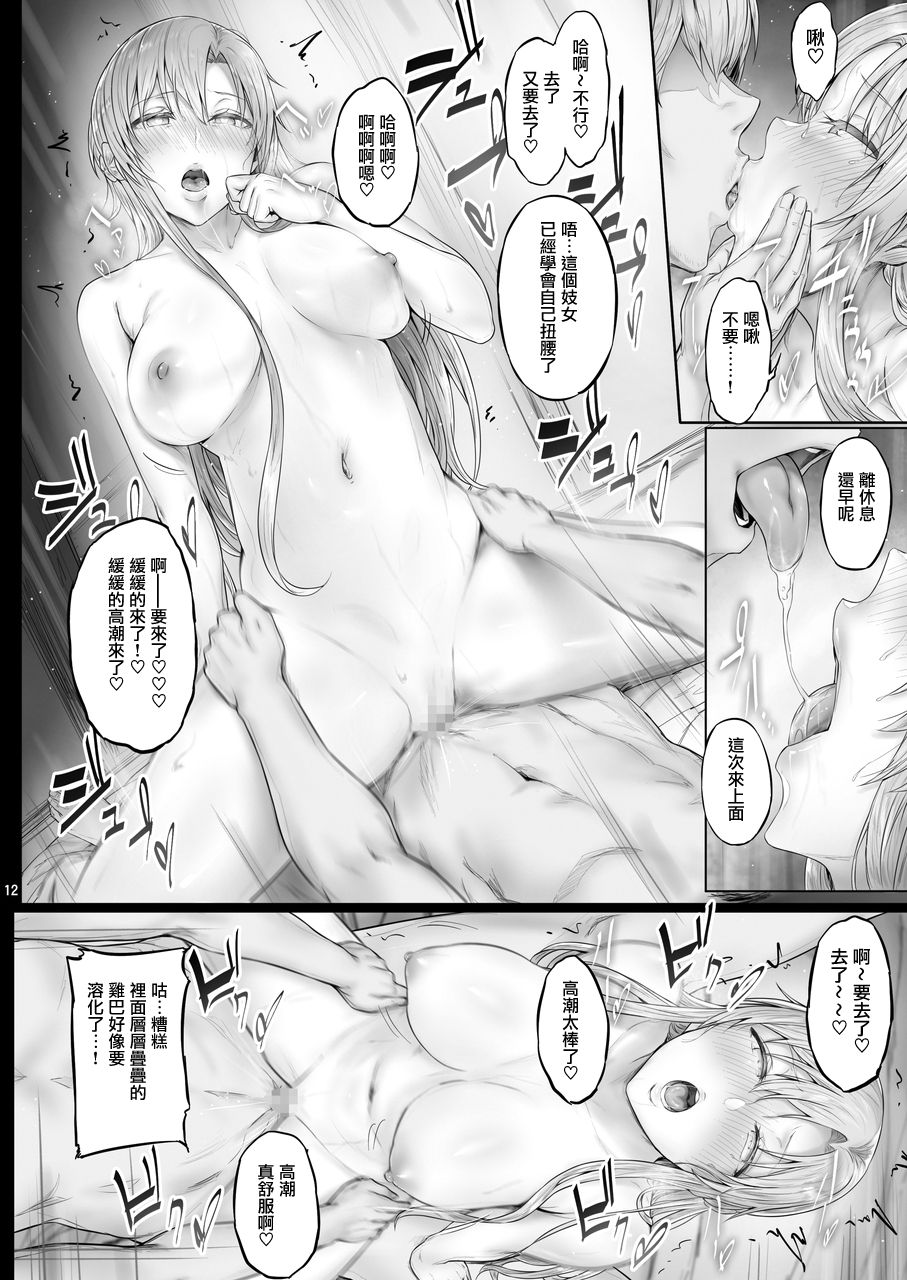 啾♡
嗯啾
不要……！
離休息
還早呢
這次來上面
哈啊～不行♡
去了
又要去了♡
唔…這個妓女
已經學會自己扭腰了
哈啊啊♡
啊啊啊嗯♡
啊——要來了♡♡♡
緩緩的來了！♡
緩緩的高潮來了♡
12
啊～要去了♡
去了～～♡
高潮太棒了♡
高潮
真舒服啊♡
咕…糟糕
裡面層層疊疊的
雞巴好像要
溶化了…！